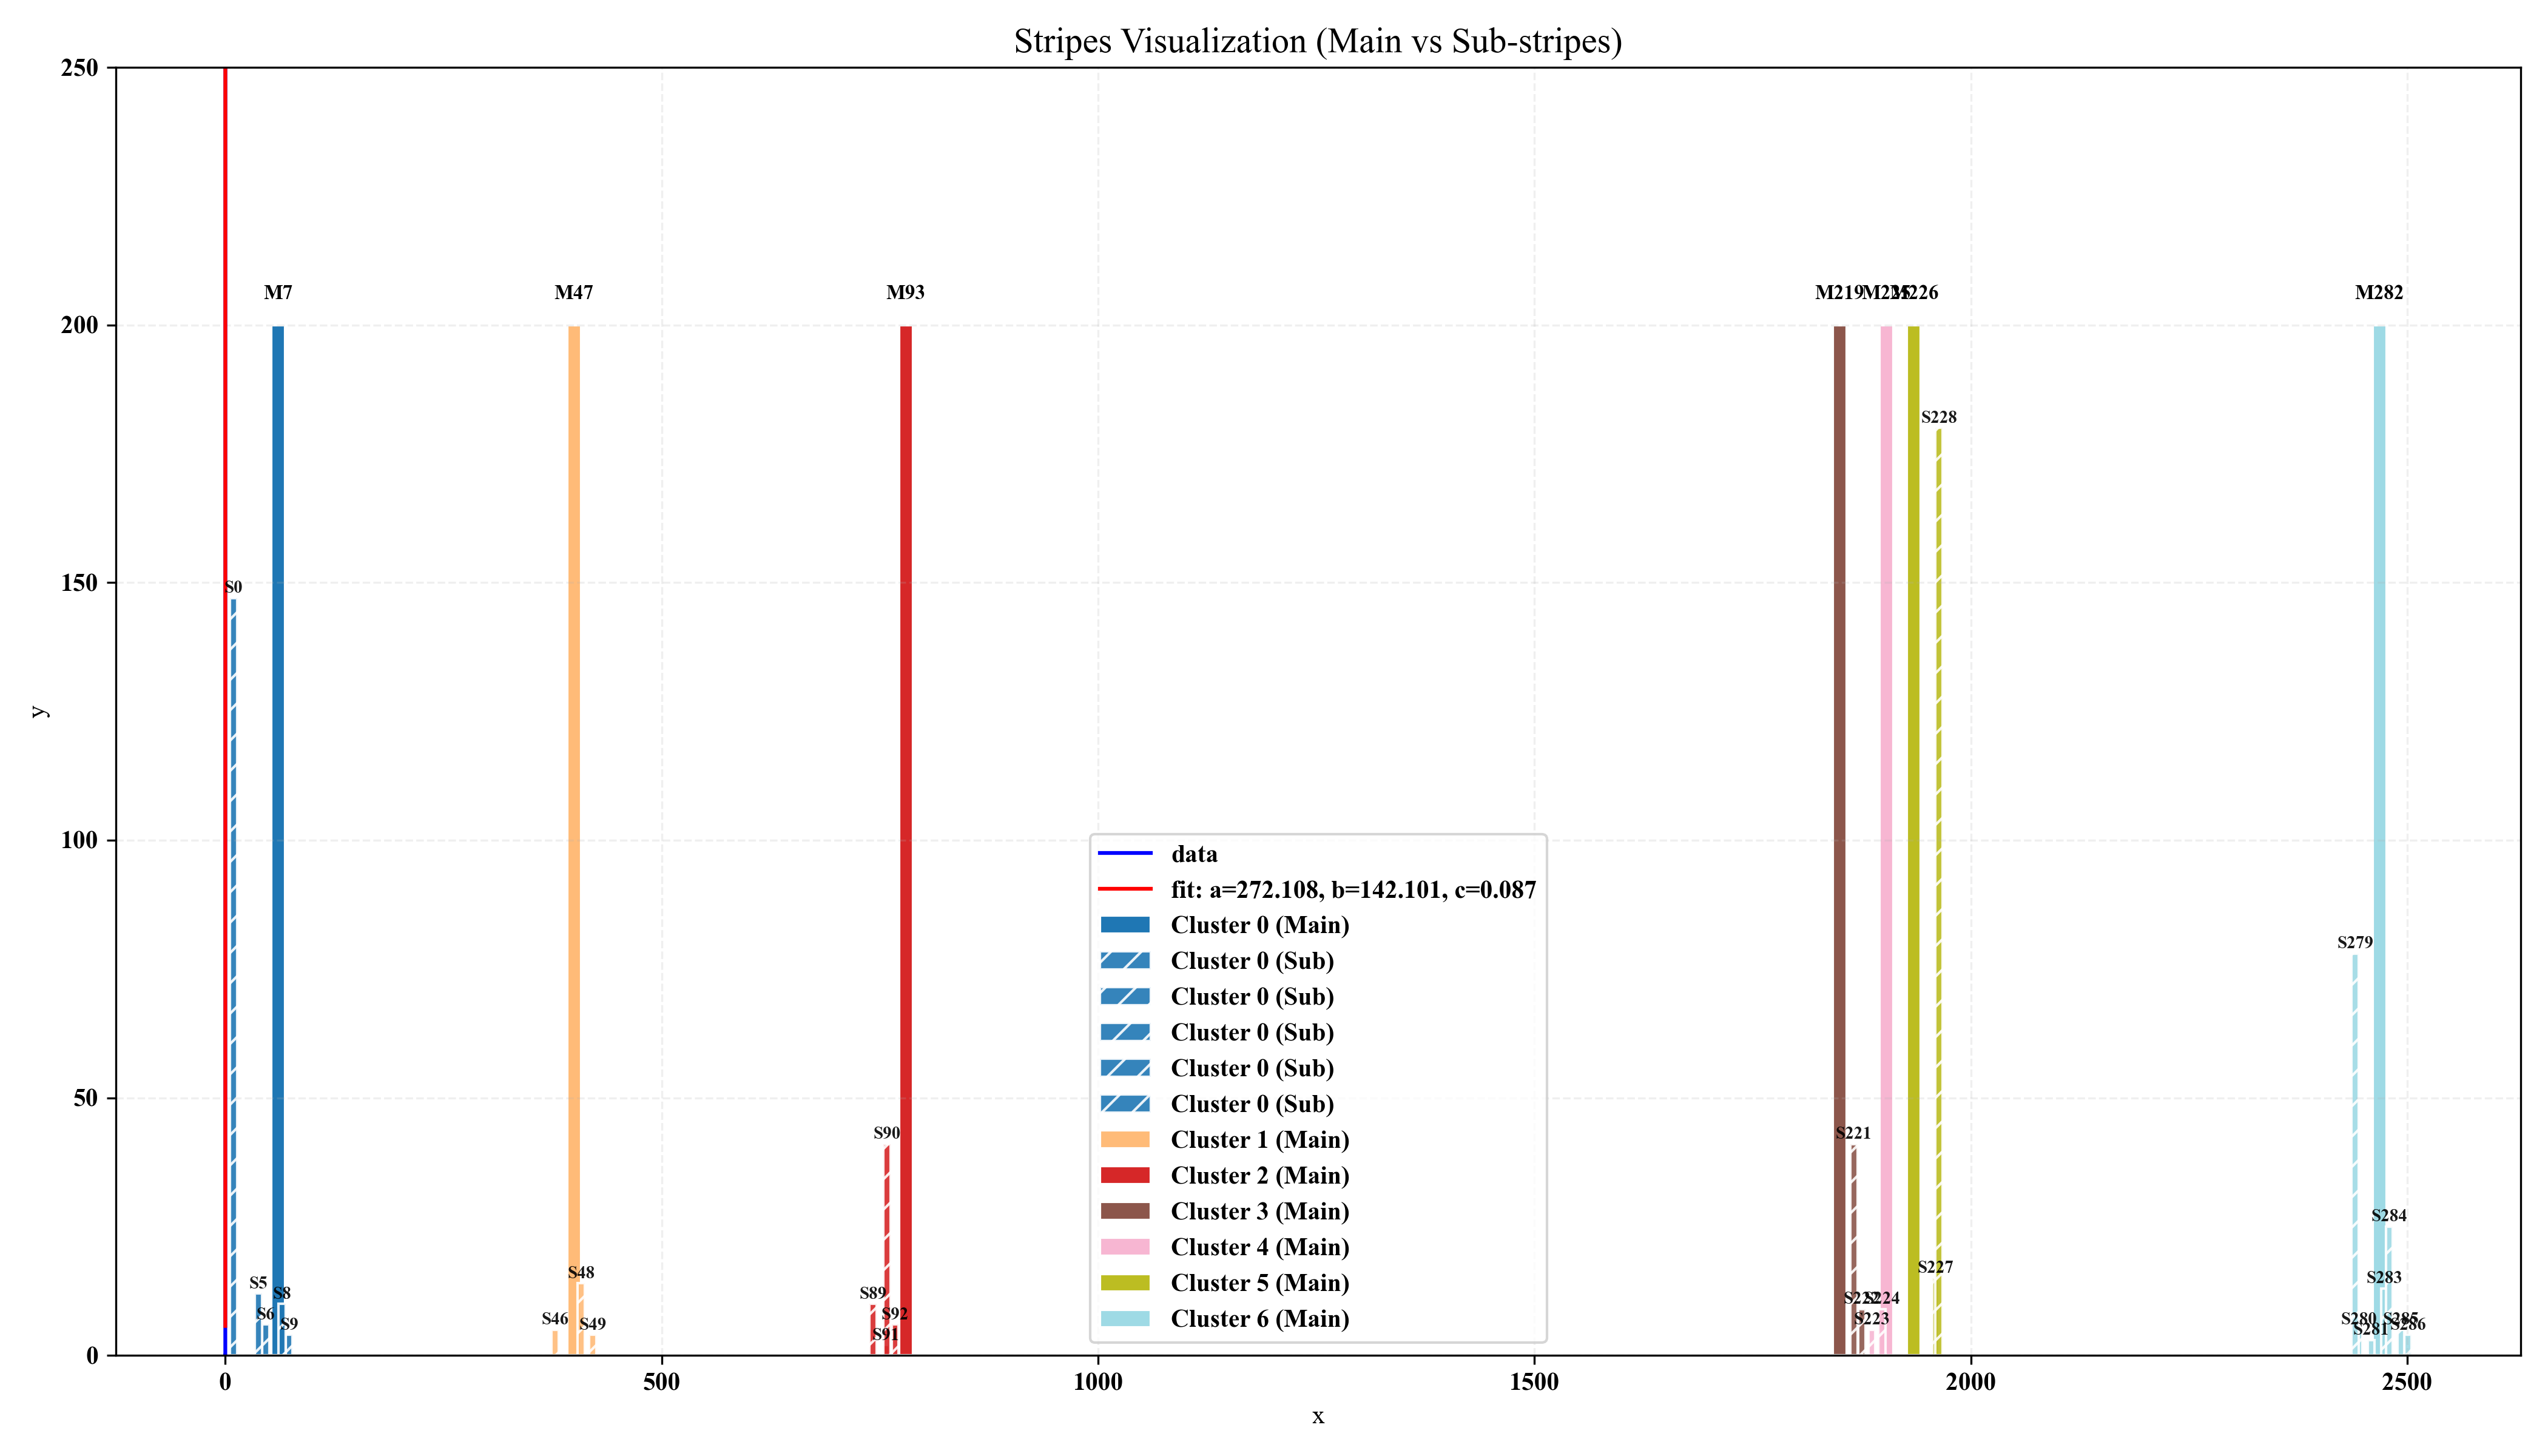 Stripes Visualization (Main vs Sub-stripes)
250
200
150
100
50
0
y
M7
M47
M93
M219
M226
M282
S228
S0
S279
S90
S221
S284
S227
S48
S283
S5
S8
S89
S222
S224
S6
S92
S46
S49
S9
S223
S280
S285
S286
S281
S91
data
fit: a=272.108, b=142.101, c=0.087
Cluster 0 (Main)
Cluster 0 (Sub)
Cluster 0 (Sub)
Cluster 0 (Sub)
Cluster 0 (Sub)
Cluster 0 (Sub)
Cluster 1 (Main)
Cluster 2 (Main)
Cluster 3 (Main)
Cluster 4 (Main)
Cluster 5 (Main)
Cluster 6 (Main)
0
500
1000
1500
2000
2500
x